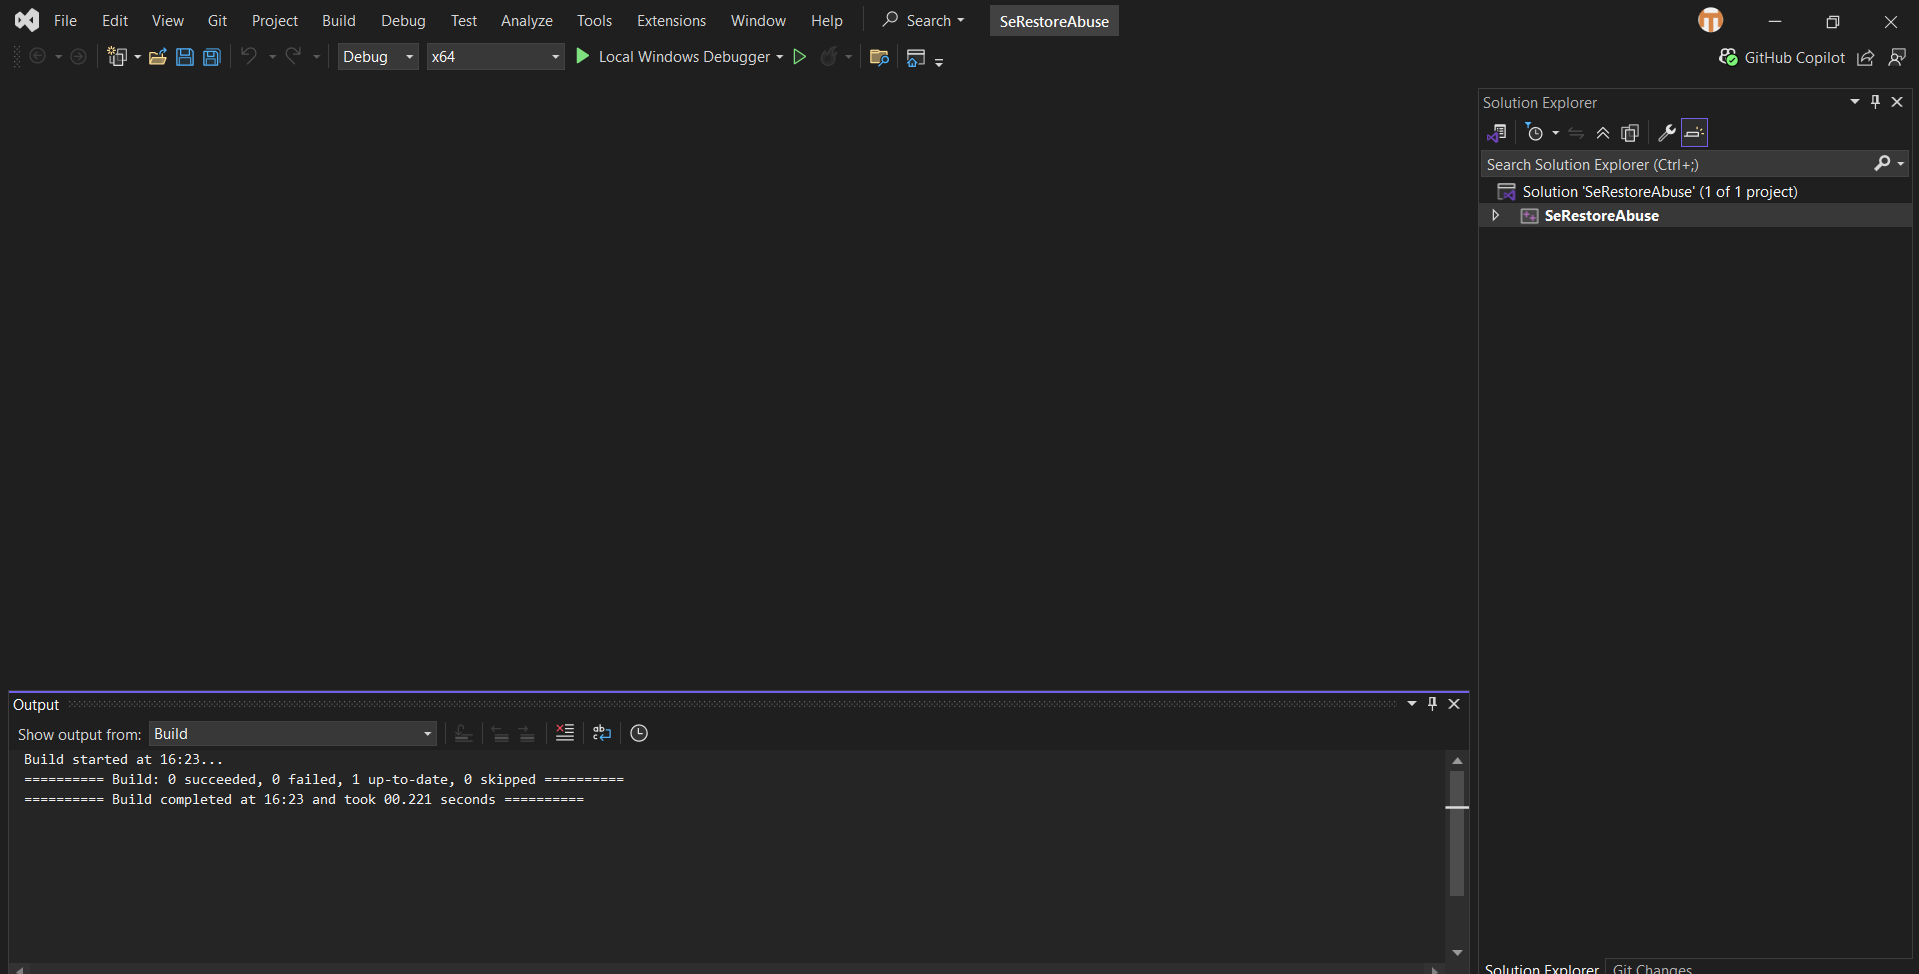 File Edit View Git Project Build Debug Test Analyze Tools Extensions Window Help Search SeRestoreAbuse
Debug x64 Local Windows Debugger GitHub Copilot
Solution Explorer
Search Solution Explorer (Ctrl+;)
Solution 'SeRestoreAbuse' (1 of 1 project)
SeRestoreAbuse
Output
Show output from: Build
Build started at 16:23...
========== Build: 0 succeeded, 0 failed, 1 up-to-date, 0 skipped ==========
========== Build completed at 16:23 and took 00.221 seconds ==========
Solution Explorer Git Changes